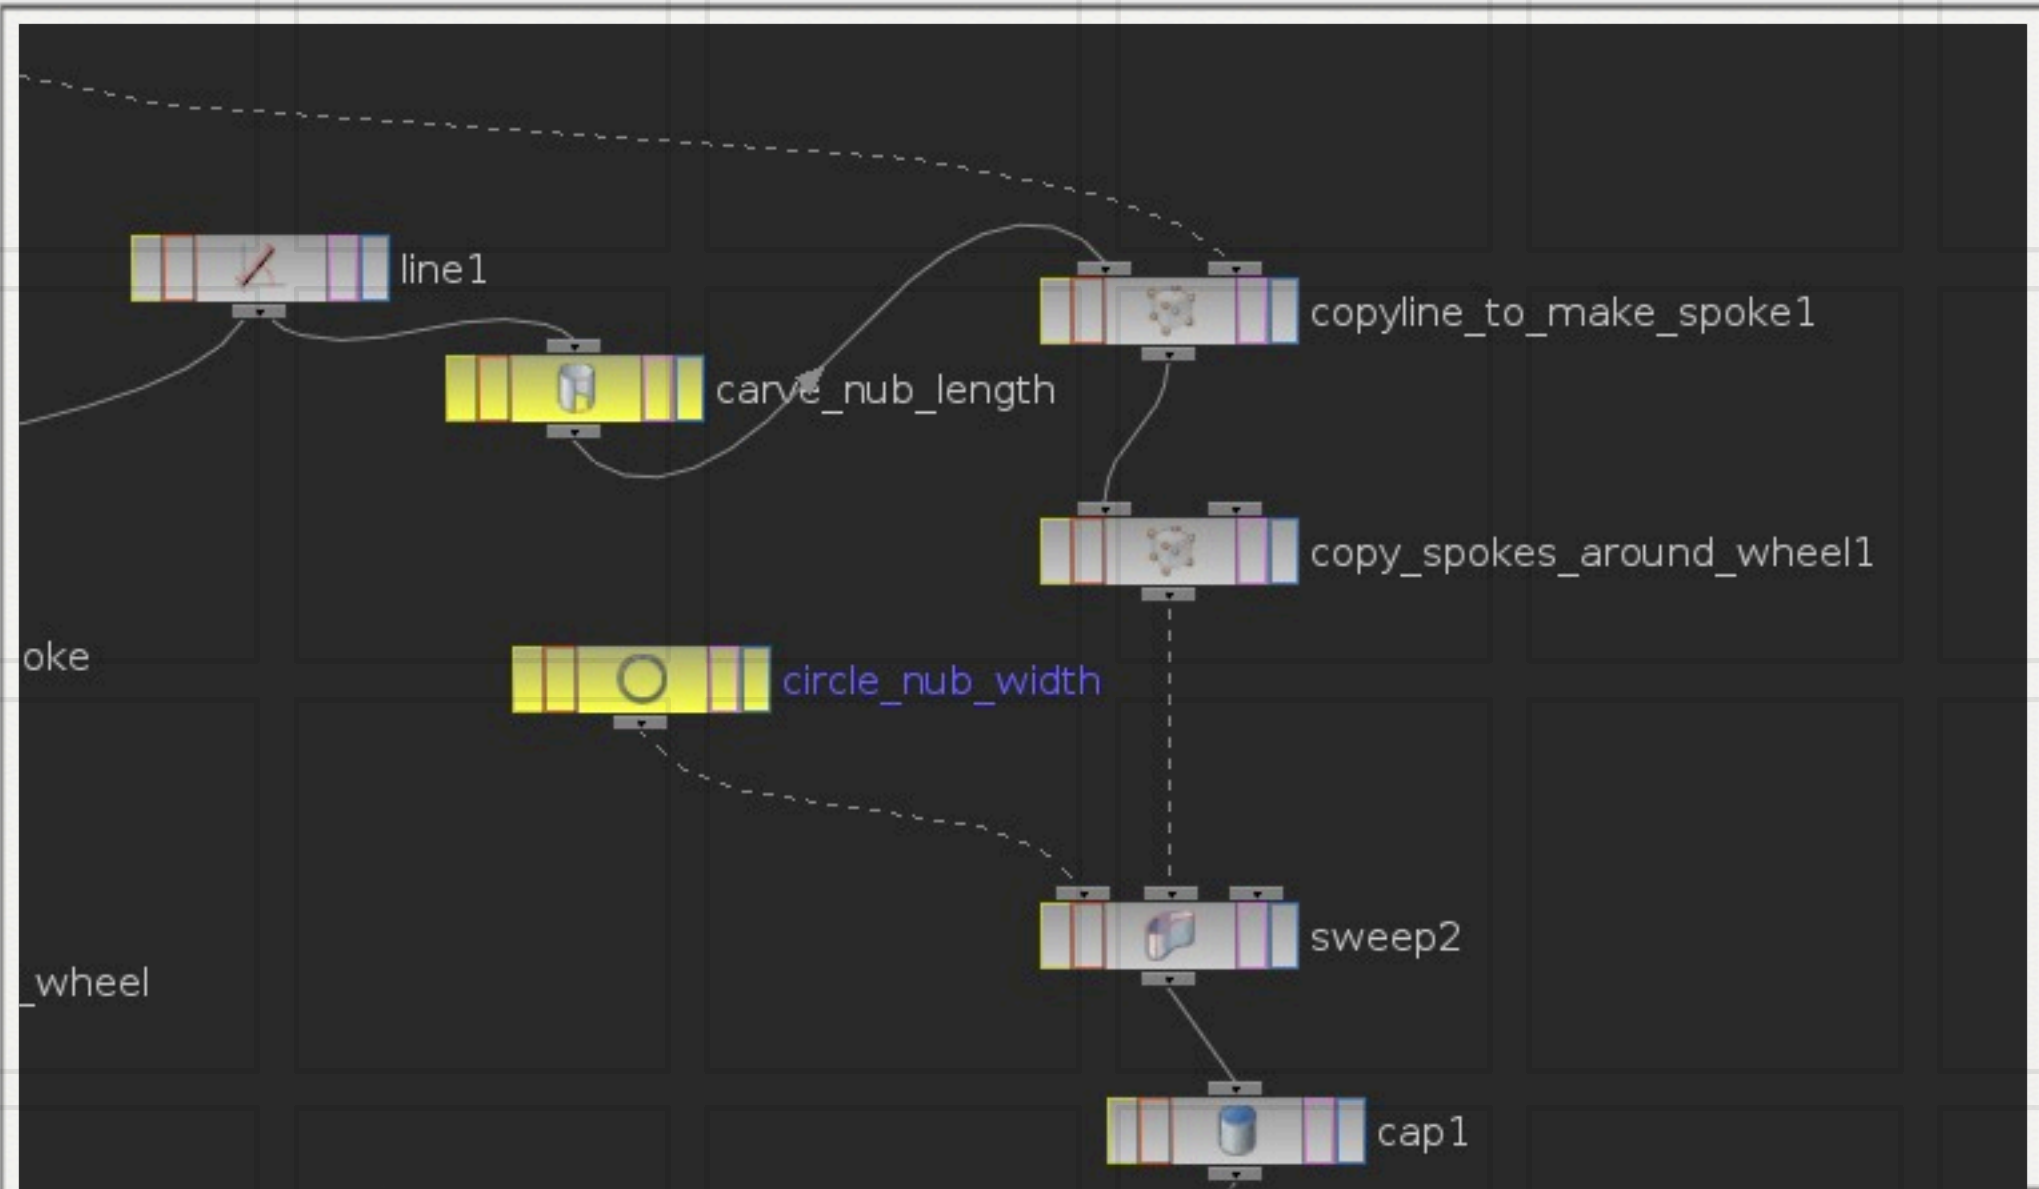 line1
copyline_to_make_spoke1
carve_nub_length
copy_spokes_around_wheel1
oke
circle_nub_width
sweep2
_wheel
cap1